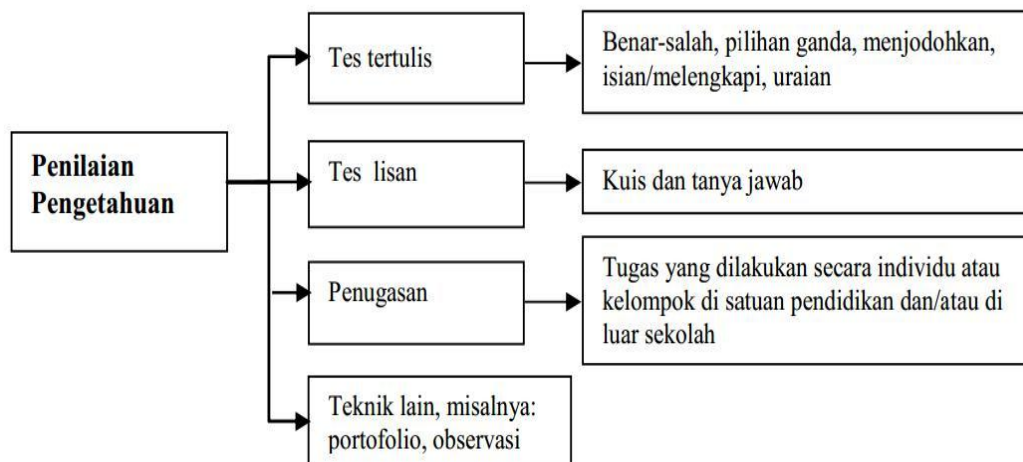 Tes tertulis
Benar-salah, pilihan ganda, menjodohkan,
isian/melengkapi, uraian
Penilaian
Pengetahuan
Tes lisan
Kuis dan tanya jawab
Penugasan
Tugas yang dilakukan secara individu atau
kelompok di satuan pendidikan dan/atau di
luar sekolah
Teknik lain, misalnya:
portofolio, observasi